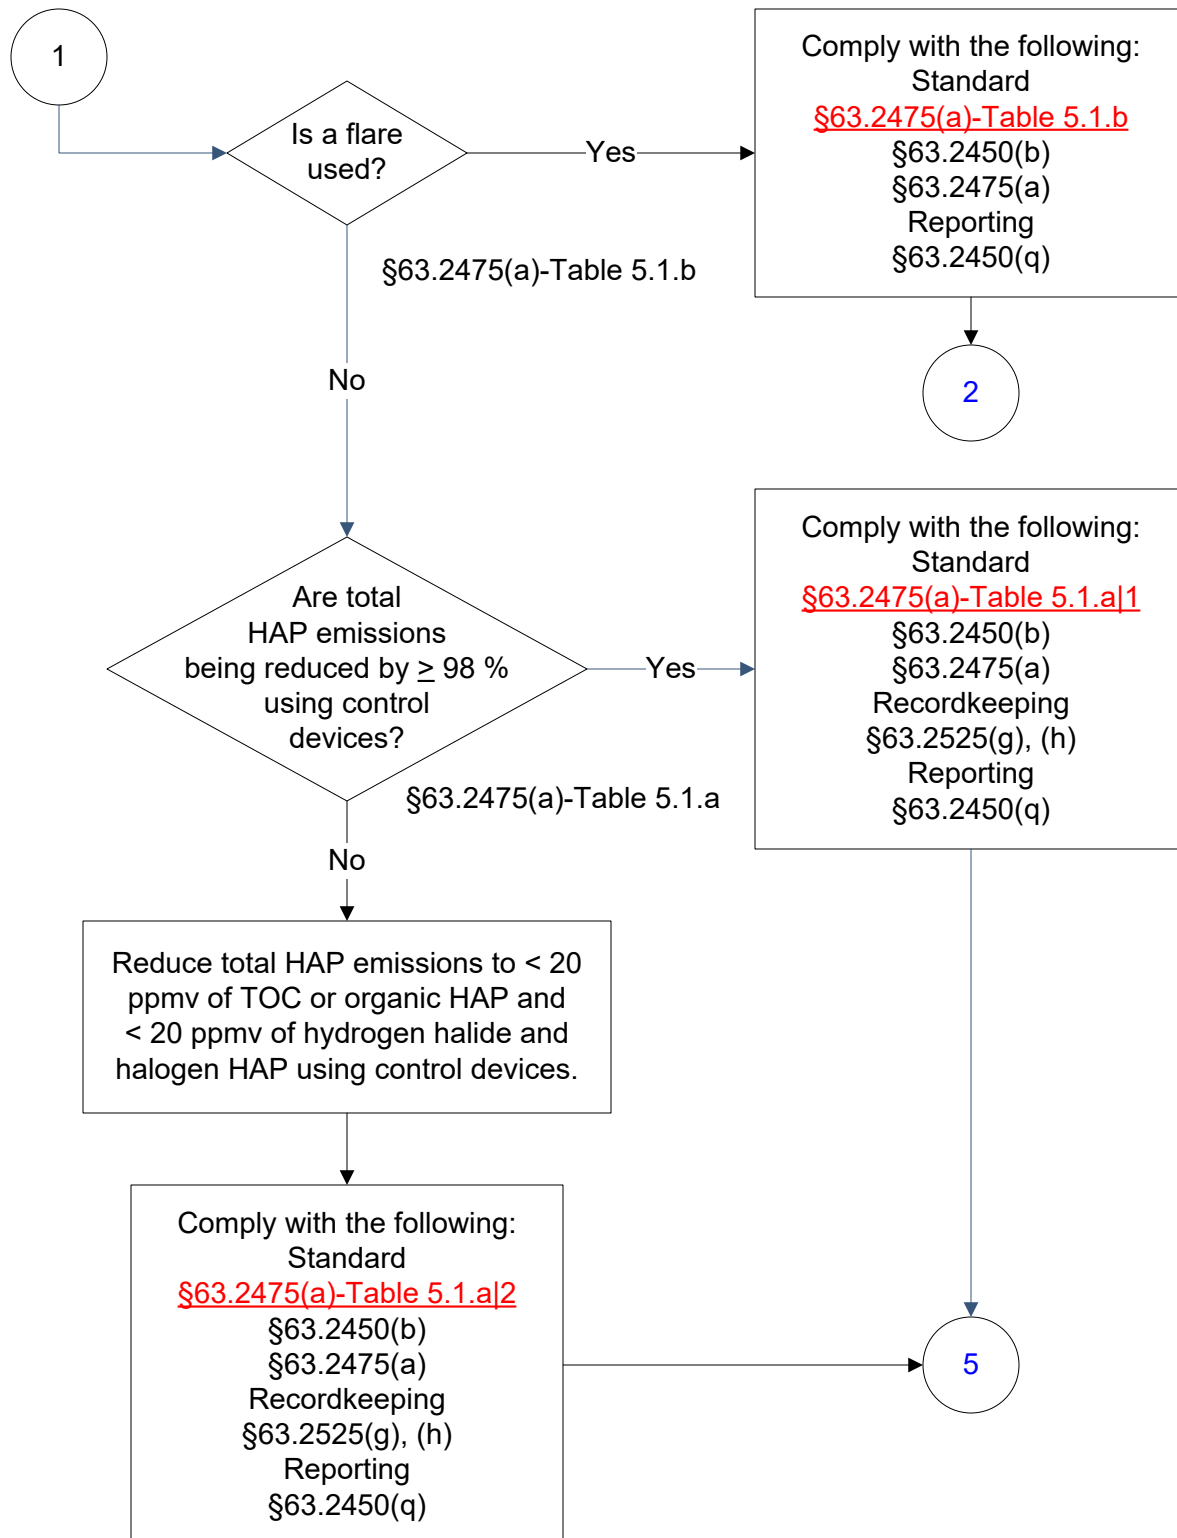 1
Is a flare
used?
Yes
Comply with the following:
Standard
§63.2475(a)-Table 5.1.b
§63.2450(b)
§63.2475(a)
Reporting
§63.2450(q)
§63.2475(a)-Table 5.1.b
No
2
Are total
HAP emissions
being reduced by ≥ 98 %
using control
devices?
Yes
Comply with the following:
Standard
§63.2475(a)-Table 5.1.a|1
§63.2450(b)
§63.2475(a)
Recordkeeping
§63.2525(g), (h)
Reporting
§63.2450(q)
§63.2475(a)-Table 5.1.a
No
Reduce total HAP emissions to < 20
ppmv of TOC or organic HAP and
< 20 ppmv of hydrogen halide and
halogen HAP using control devices.
Comply with the following:
Standard
§63.2475(a)-Table 5.1.a|2
§63.2450(b)
§63.2475(a)
Recordkeeping
§63.2525(g), (h)
Reporting
§63.2450(q)
5